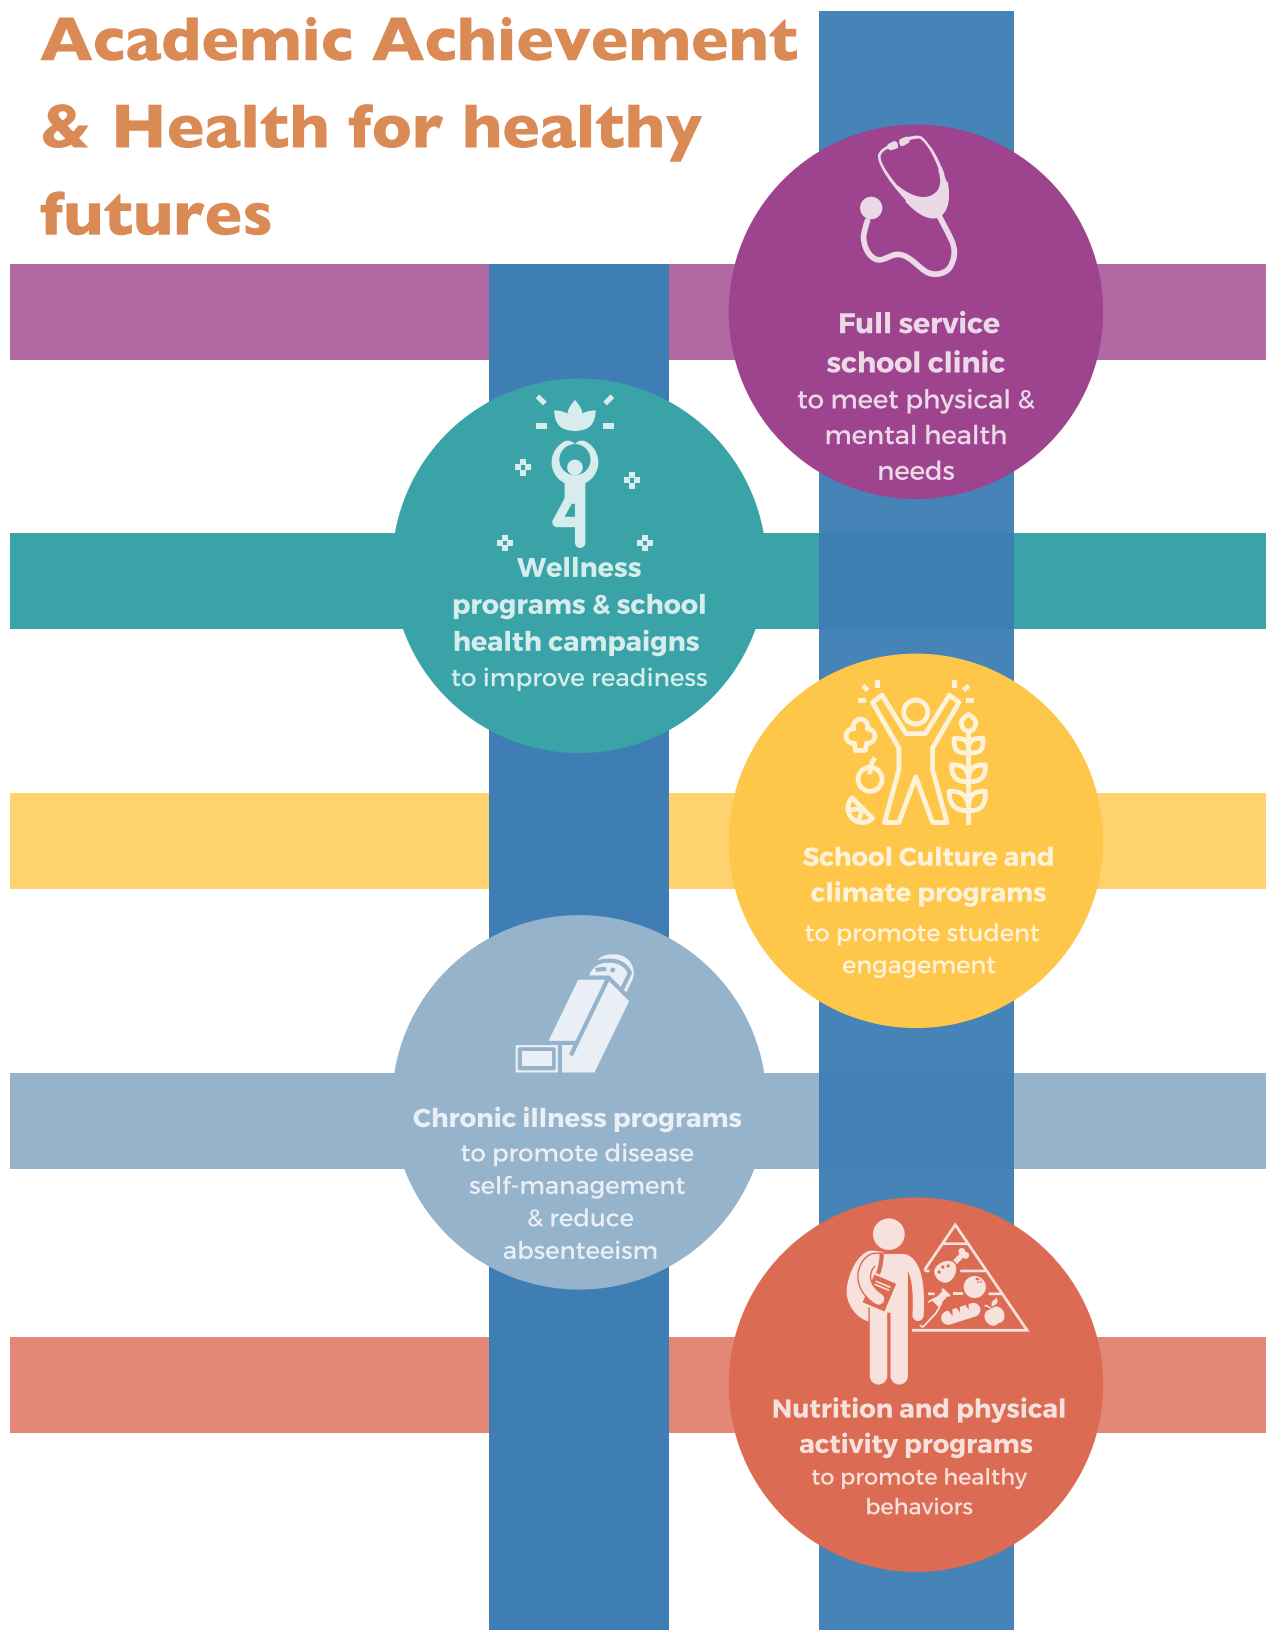 Academic Achievement
& Health for healthy
futures
Full service
school clinic
to meet physical &
mental health
needs
Wellness
programs & school
health campaigns
to improve readiness
School Culture and
climate programs
to promote student
engagement
Chronic illness programs
to promote disease
self-management
& reduce
absenteeism
Nutrition and physical
activity programs
to promote healthy
behaviors